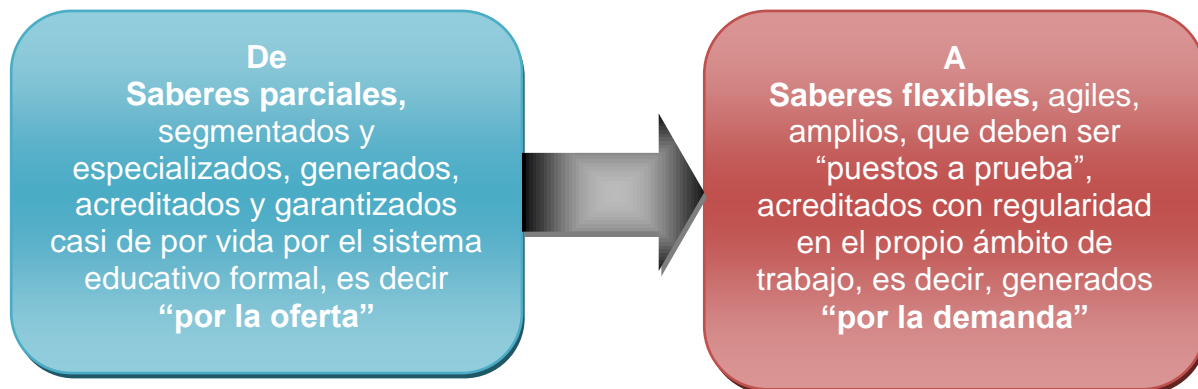 De
Saberes parciales,
segmentados y
especializados, generados,
acreditados y garantizados
casi de por vida por el sistema
educativo formal, es decir
“por la oferta”
A
Saberes flexibles, agiles,
amplios, que deben ser
“puestos a prueba”,
acreditados con regularidad
en el propio ámbito de
trabajo, es decir, generados
“por la demanda”